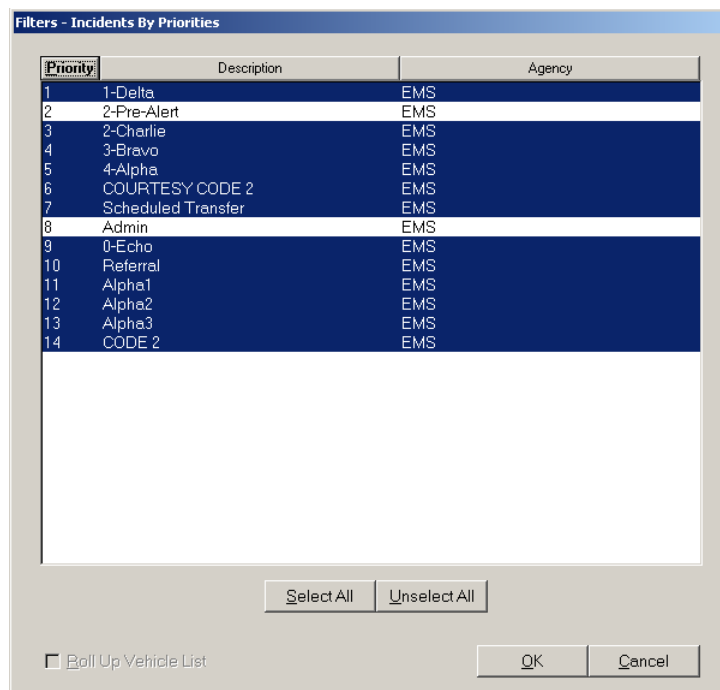 Filters - Incidents By Priorities
Priority Description Agency
1 1-Delta EMS
2 2-Pre-Alert EMS
3 2-Charlie EMS
4 3-Bravo EMS
5 4-Alpha EMS
6 COURTESY CODE 2 EMS
7 Scheduled Transfer EMS
8 Admin EMS
9 0-Echo EMS
10 Referral EMS
11 Alpha1 EMS
12 Alpha2 EMS
13 Alpha3 EMS
14 CODE 2 EMS
Select All Unselect All
Roll Up Vehicle List OK Cancel